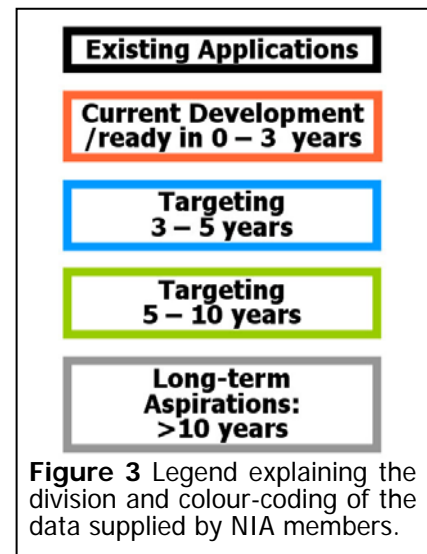 Existing Applications
Current Development
/ready in 0 – 3 years
Targeting
3 – 5 years
Targeting
5 – 10 years
Long-term
Aspirations:
>10 years
Figure 3 Legend explaining the
division and colour-coding of the
data supplied by NIA members.